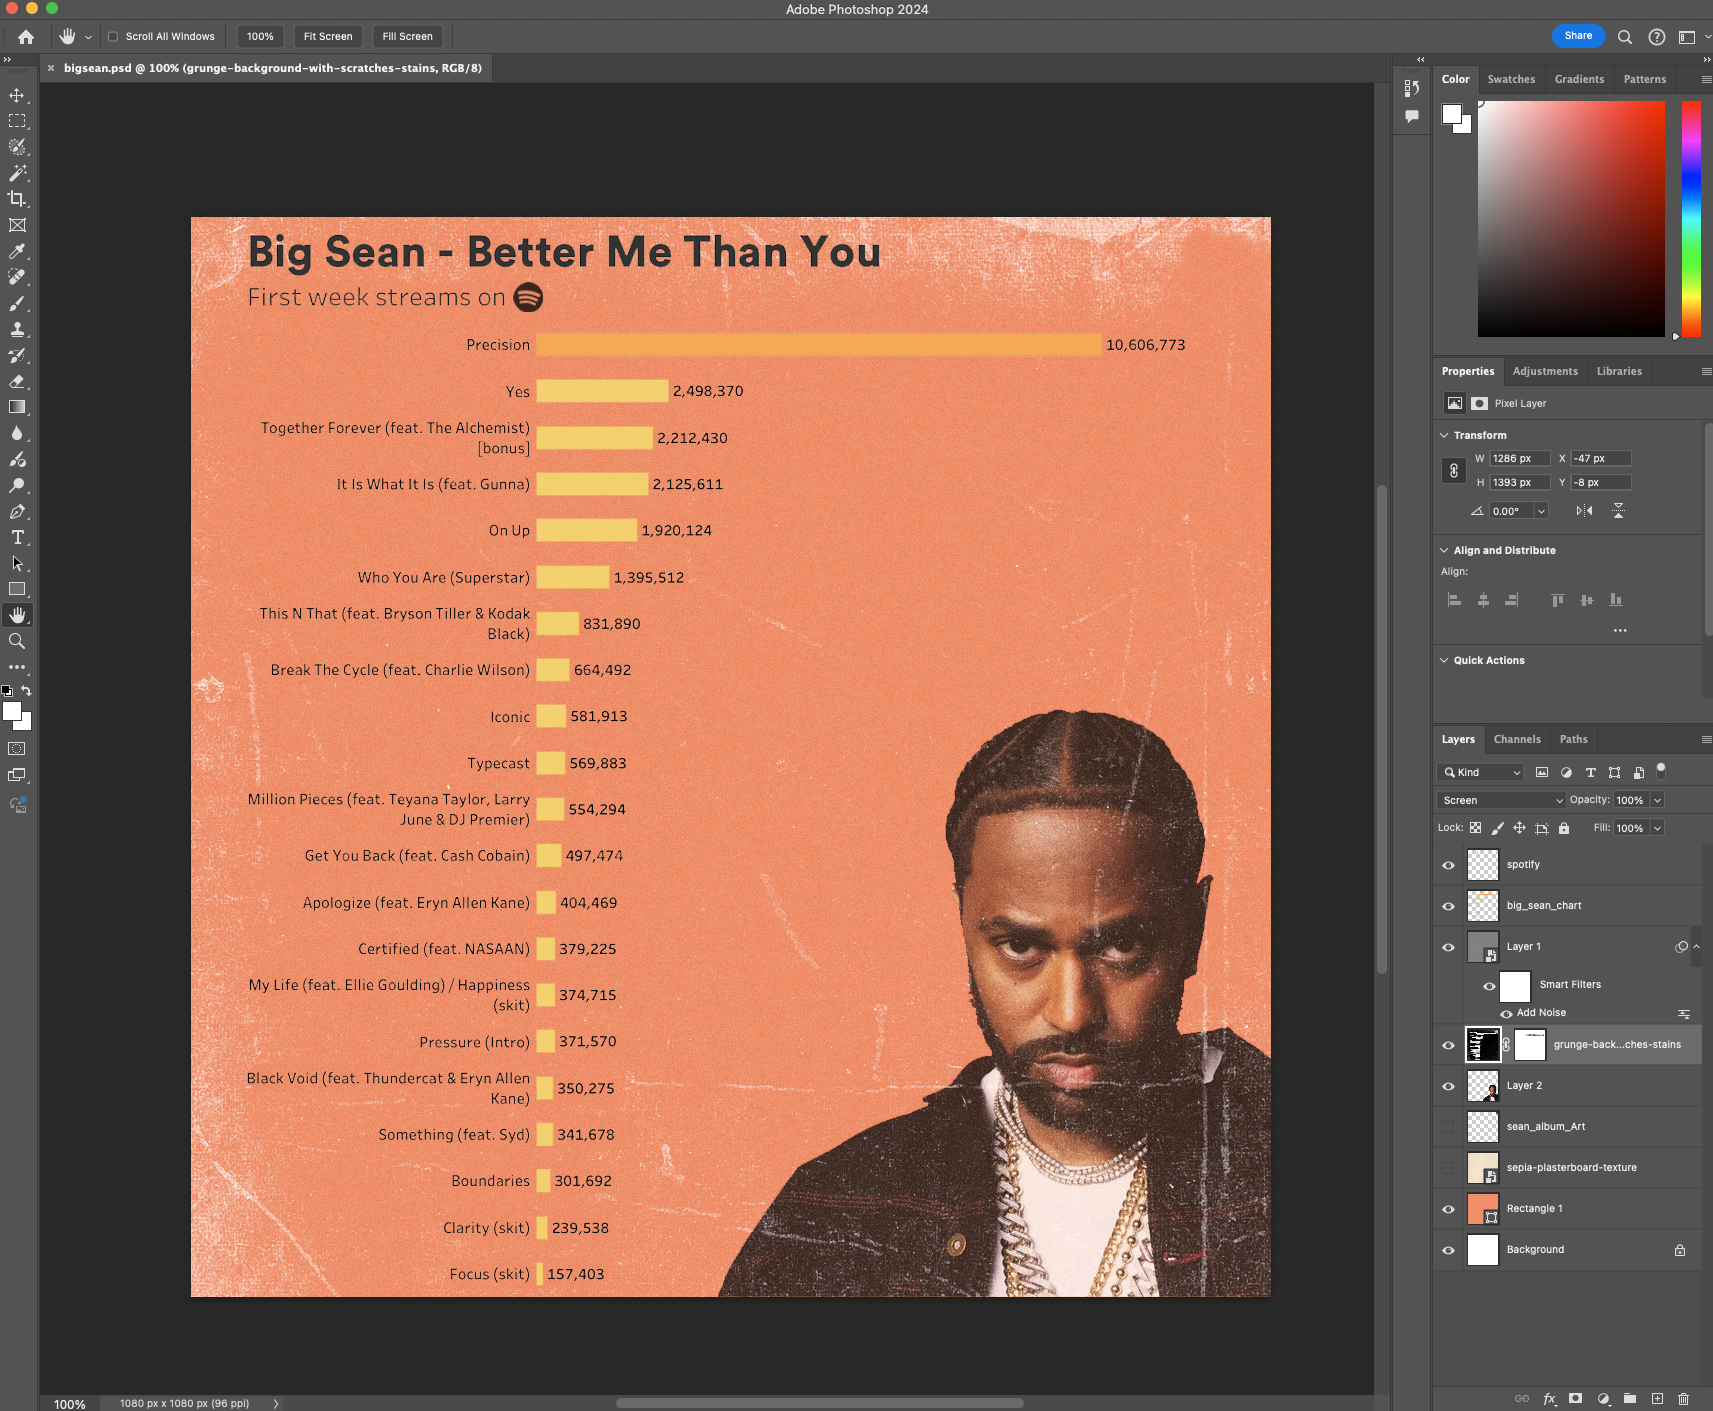 Adobe Photoshop 2024
Scroll All Windows
100%
Fit Screen
Fill Screen
Share
× bigsean.psd @ 100% (grunge-background-with-scratches-stains, RGB/8)
Big Sean - Better Me Than You
First week streams on
Precision 10,606,773
Yes 2,498,370
Together Forever (feat. The Alchemist)
[bonus] 2,212,430
It Is What It Is (feat. Gunna) 2,125,611
On Up 1,920,124
Who You Are (Superstar) 1,395,512
This N That (feat. Bryson Tiller & Kodak
Black) 831,890
Break The Cycle (feat. Charlie Wilson) 664,492
Iconic 581,913
Typecast 569,883
Million Pieces (feat. Teyana Taylor, Larry
June & DJ Premier) 554,294
Get You Back (feat. Cash Cobain) 497,474
Apologize (feat. Eryn Allen Kane) 404,469
Certified (feat. NASAAN) 379,225
My Life (feat. Ellie Goulding) / Happiness
(skit) 374,715
Pressure (Intro) 371,570
Black Void (feat. Thundercat & Eryn Allen
Kane) 350,275
Something (feat. Syd) 341,678
Boundaries 301,692
Clarity (skit) 239,538
Focus (skit) 157,403
100% 1080 px x 1080 px (96 ppi)
Color Swatches Gradients Patterns
Properties Adjustments Libraries
Pixel Layer
Transform
W 1286 px X -47 px
H 1393 px Y -8 px
0.00°
Align and Distribute
Align:
Quick Actions
Layers Channels Paths
Kind
Screen Opacity: 100%
Lock: Fill: 100%
spotify
big_sean_chart
Layer 1
Smart Filters
Add Noise
grunge-back...ches-stains
Layer 2
sean_album_Art
sepia-plasterboard-texture
Rectangle 1
Background
fx